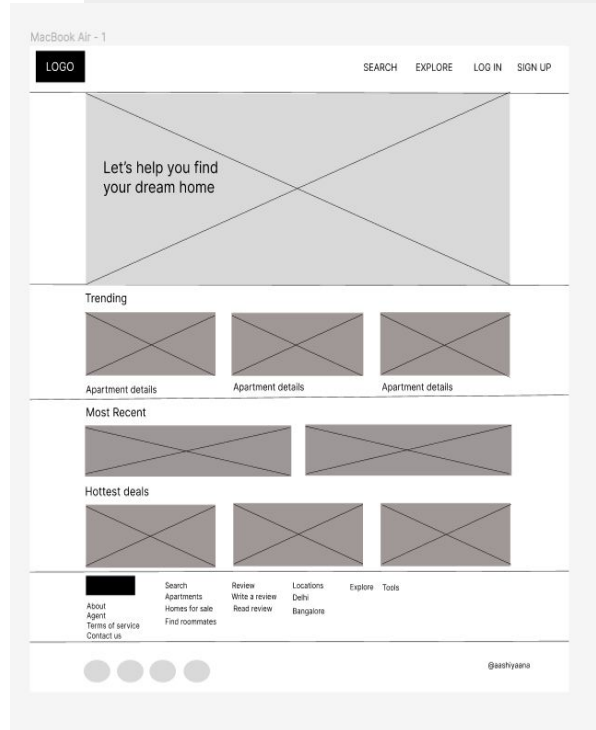 MacBook Air - 1
LOGO
SEARCH EXPLORE LOG IN SIGN UP
Let's help you find
your dream home
Trending
Apartment details Apartment details Apartment details
Most Recent
Hottest deals
About
Agent
Terms of service
Contact us
Search
Apartments
Homes for sale
Find roommates
Review
Write a review
Read review
Locations
Delhi
Bangalore
Explore
Tools
@aashiyaana